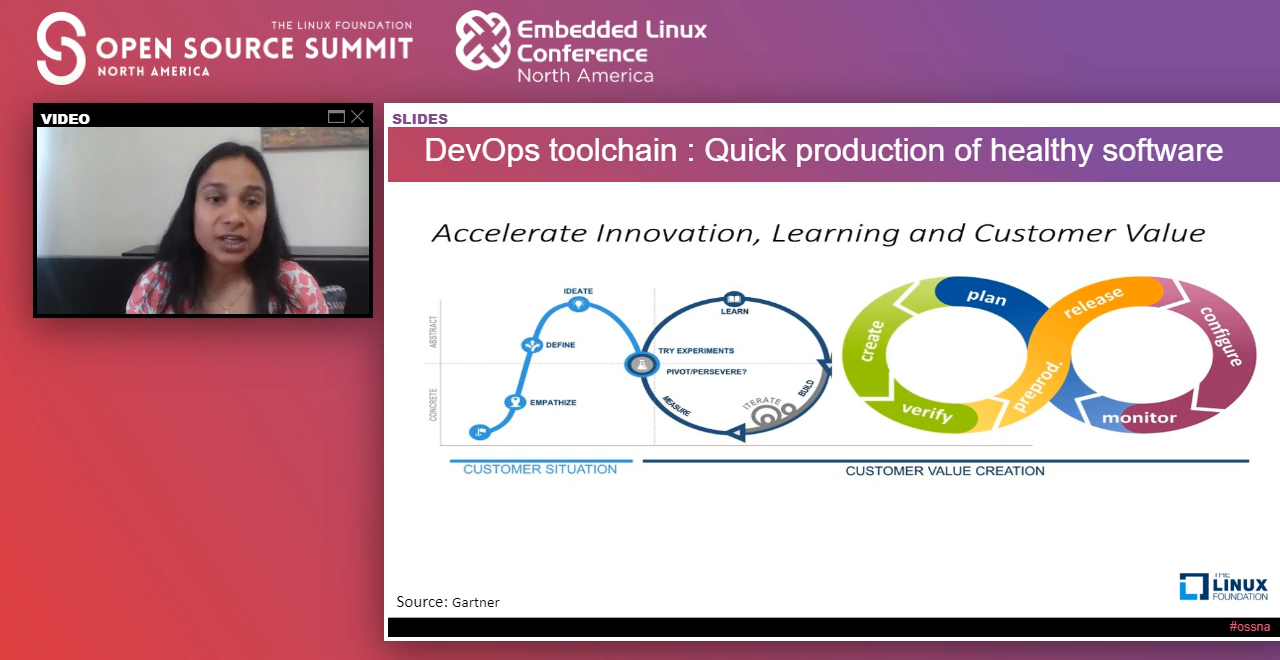 THE LINUX FOUNDATION
OPEN SOURCE SUMMIT
NORTH AMERICA
Embedded Linux
Conference
North America
VIDEO
SLIDES
DevOps toolchain : Quick production of healthy software
Accelerate Innovation, Learning and Customer Value
ABSTRACT
CONCRETE
IDEATE
DEFINE
EMPATHIZE
LEARN
TRY EXPERIMENTS
PIVOT/PERSEVERE?
MEASURE
ITERATE
BUILD
create
plan
verify
preprod.
release
configure
monitor
CUSTOMER SITUATION
CUSTOMER VALUE CREATION
Source: Gartner
THE
LINUX
FOUNDATION
#ossna